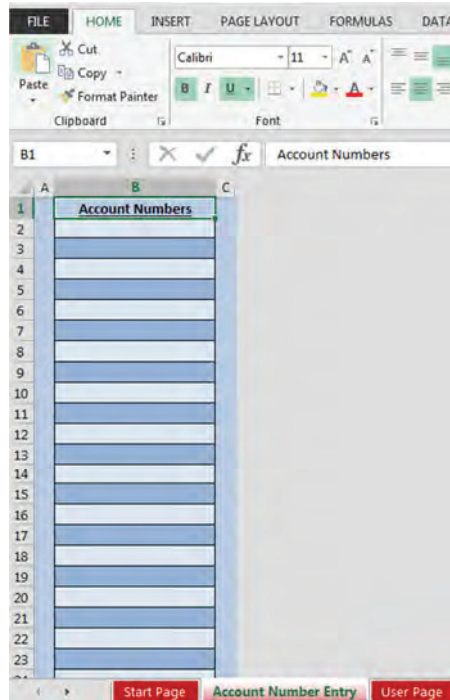 FILE HOME INSERT PAGE LAYOUT FORMULAS DATA
Cut
Calibri 11 A A
Copy
Paste
Format Painter
B I U A
Clipboard Font
B1 fx Account Numbers
A B C
1 Account Numbers
2
3
4
5
6
7
8
9
10
11
12
13
14
15
16
17
18
19
20
21
22
23
Start Page Account Number Entry User Page